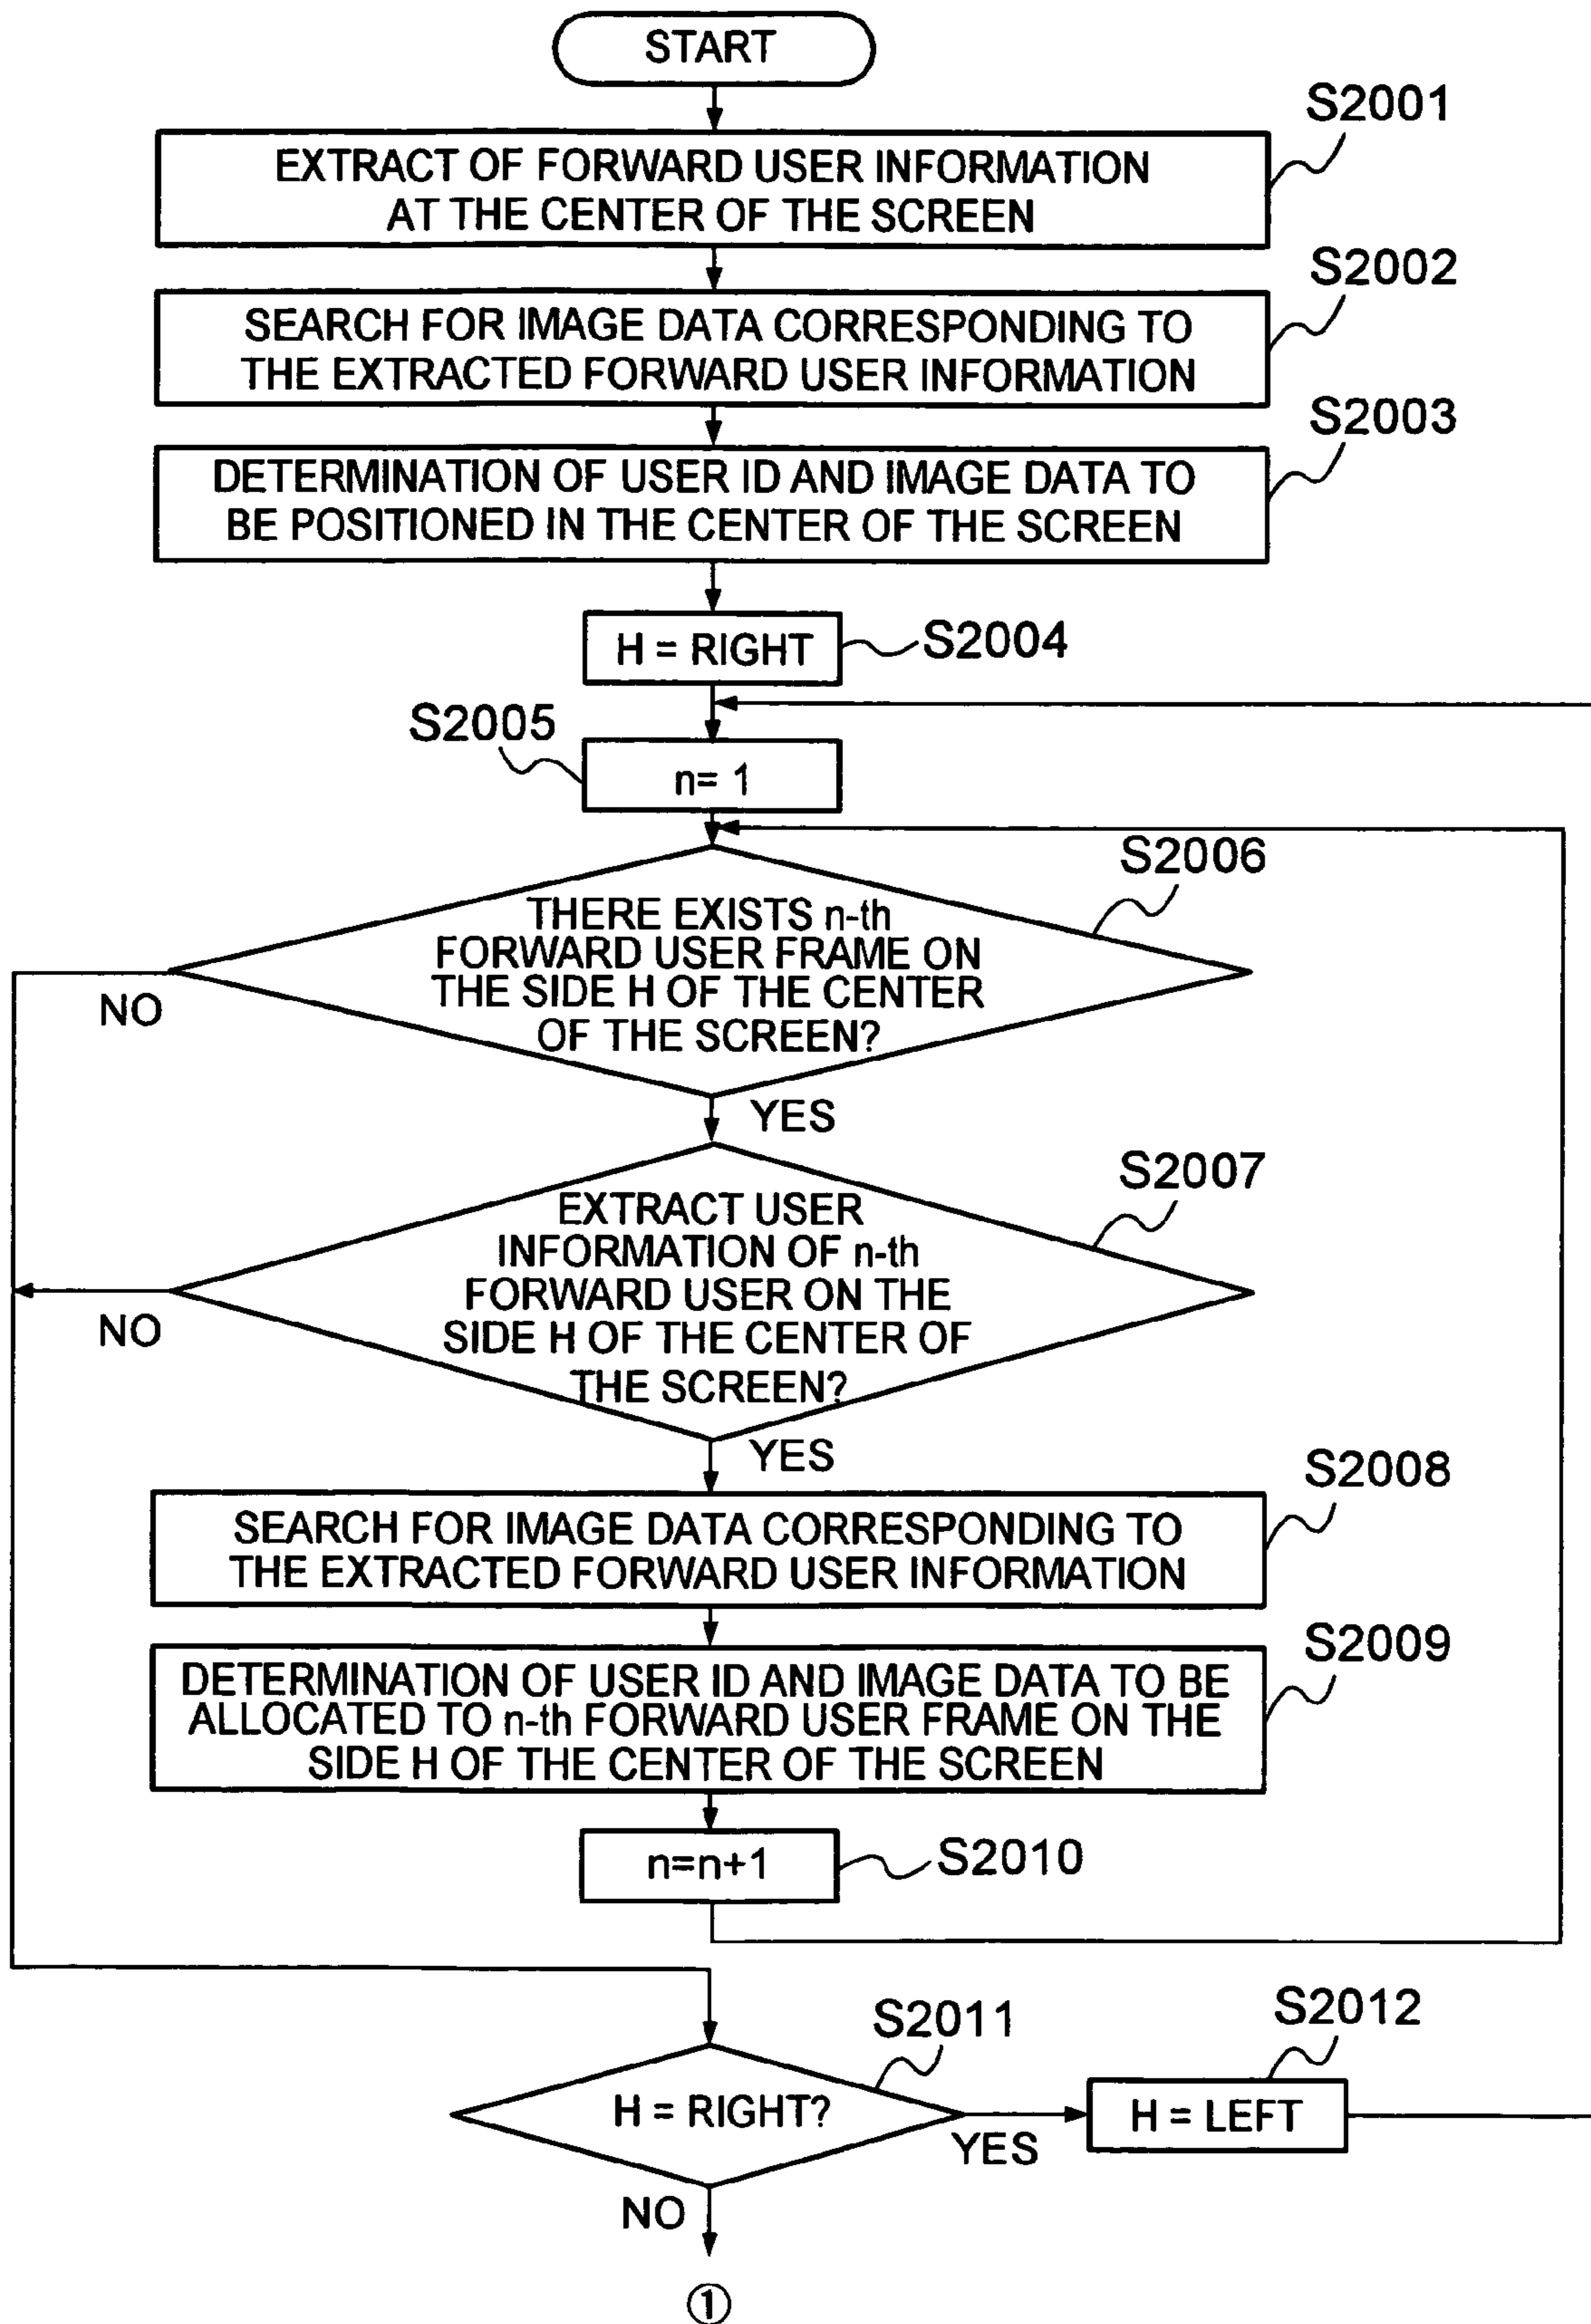 START
S2001
EXTRACT OF FORWARD USER INFORMATION
AT THE CENTER OF THE SCREEN
S2002
SEARCH FOR IMAGE DATA CORRESPONDING TO
THE EXTRACTED FORWARD USER INFORMATION
S2003
DETERMINATION OF USER ID AND IMAGE DATA TO
BE POSITIONED IN THE CENTER OF THE SCREEN
H = RIGHT
S2004
S2005
n= 1
S2006
THERE EXISTS n-th
FORWARD USER FRAME ON
THE SIDE H OF THE CENTER
OF THE SCREEN?
NO
YES
S2007
EXTRACT USER
INFORMATION OF n-th
FORWARD USER ON THE
SIDE H OF THE CENTER OF
THE SCREEN?
NO
YES
S2008
SEARCH FOR IMAGE DATA CORRESPONDING TO
THE EXTRACTED FORWARD USER INFORMATION
S2009
DETERMINATION OF USER ID AND IMAGE DATA TO BE
ALLOCATED TO n-th FORWARD USER FRAME ON THE
SIDE H OF THE CENTER OF THE SCREEN
n=n+1
S2010
S2011
S2012
H = RIGHT?
H = LEFT
YES
NO
①